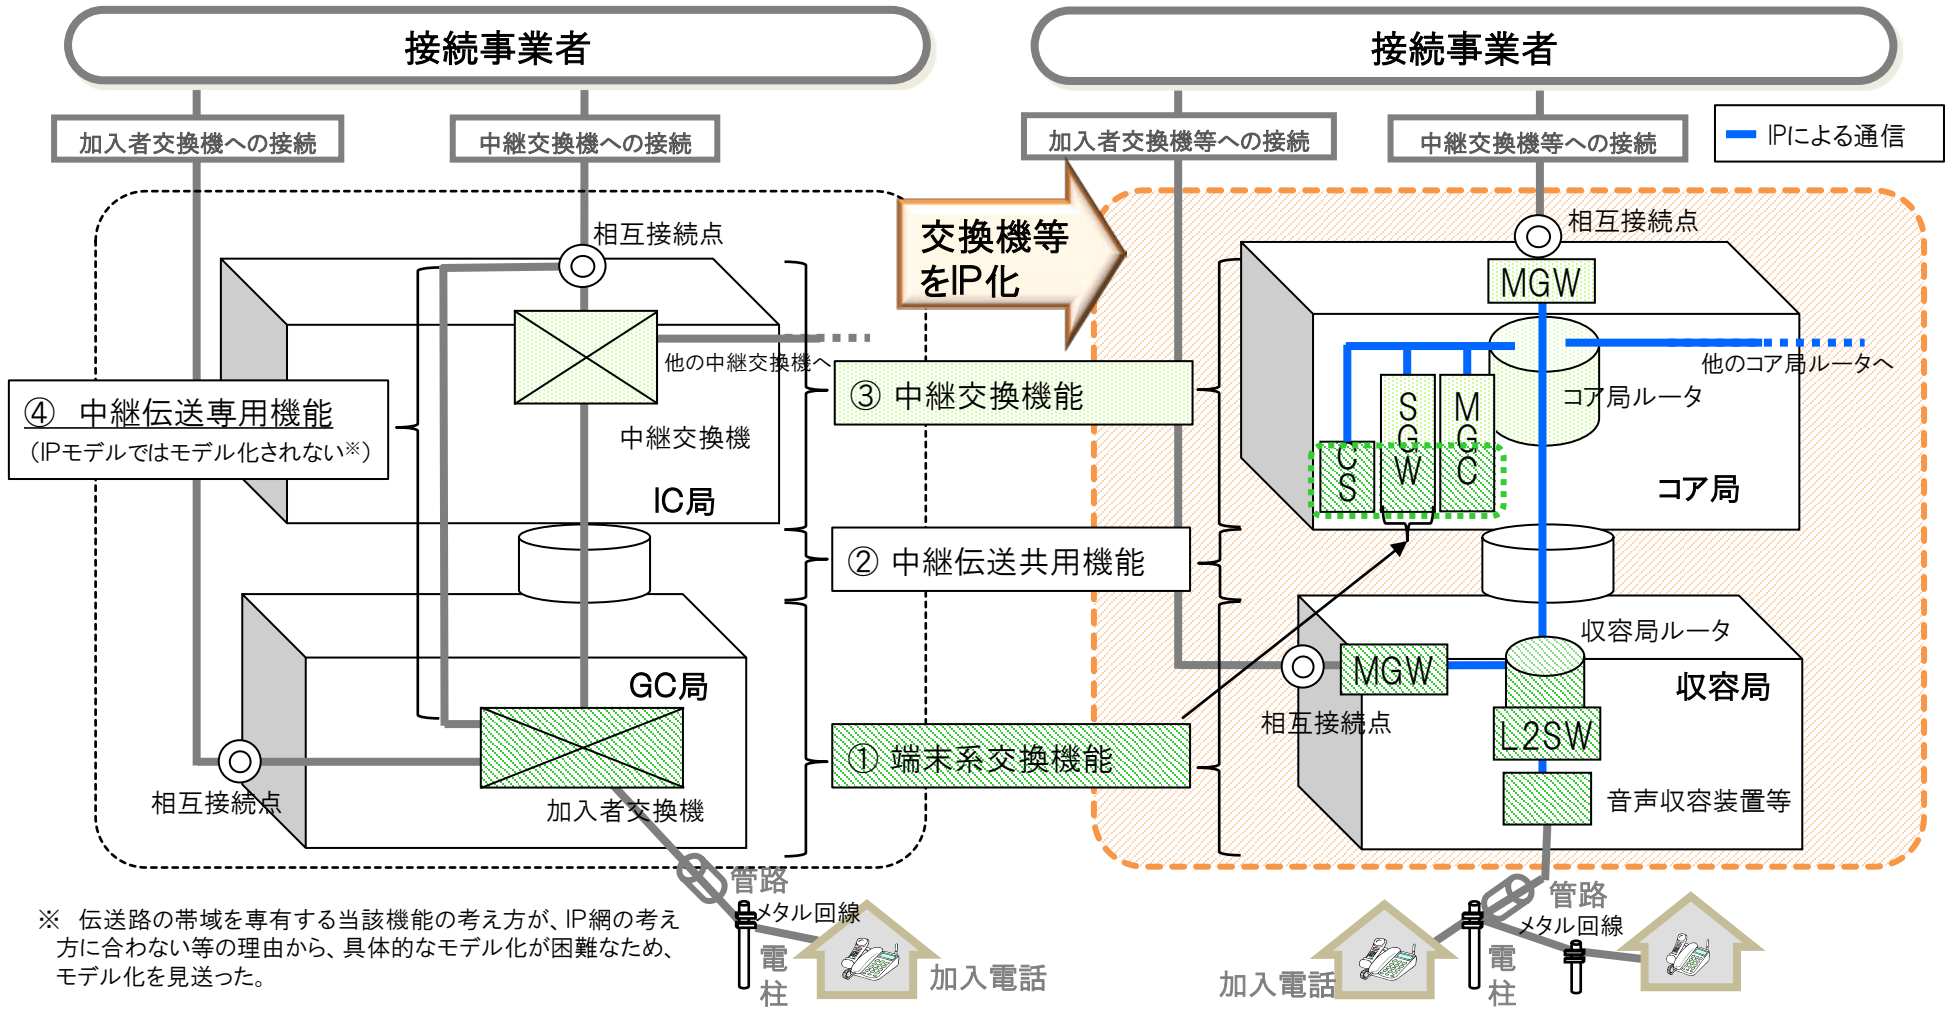 接続事業者
接続事業者
加入者交換機への接続
中継交換機への接続
加入者交換機等への接続
中継交換機等への接続
IPによる通信
相互接続点
交換機等
をIP化
相互接続点
MGW
他の中継交換機へ
他のコア局ルータへ
④　中継伝送専用機能
（IPモデルではモデル化されない※）
③ 中継交換機能
コア局ルータ
中継交換機
SGW
MGC
CS
IC局
コア局
② 中継伝送共用機能
収容局ルータ
GC局
MGW
収容局
相互接続点
L2SW
① 端末系交換機能
相互接続点
加入者交換機
音声収容装置等
管路
管路
メタル回線
メタル回線
電柱
電柱
加入電話
加入電話
※　伝送路の帯域を専有する当該機能の考え方が、IP網の考え
方に合わない等の理由から、具体的なモデル化が困難なため、
モデル化を見送った。